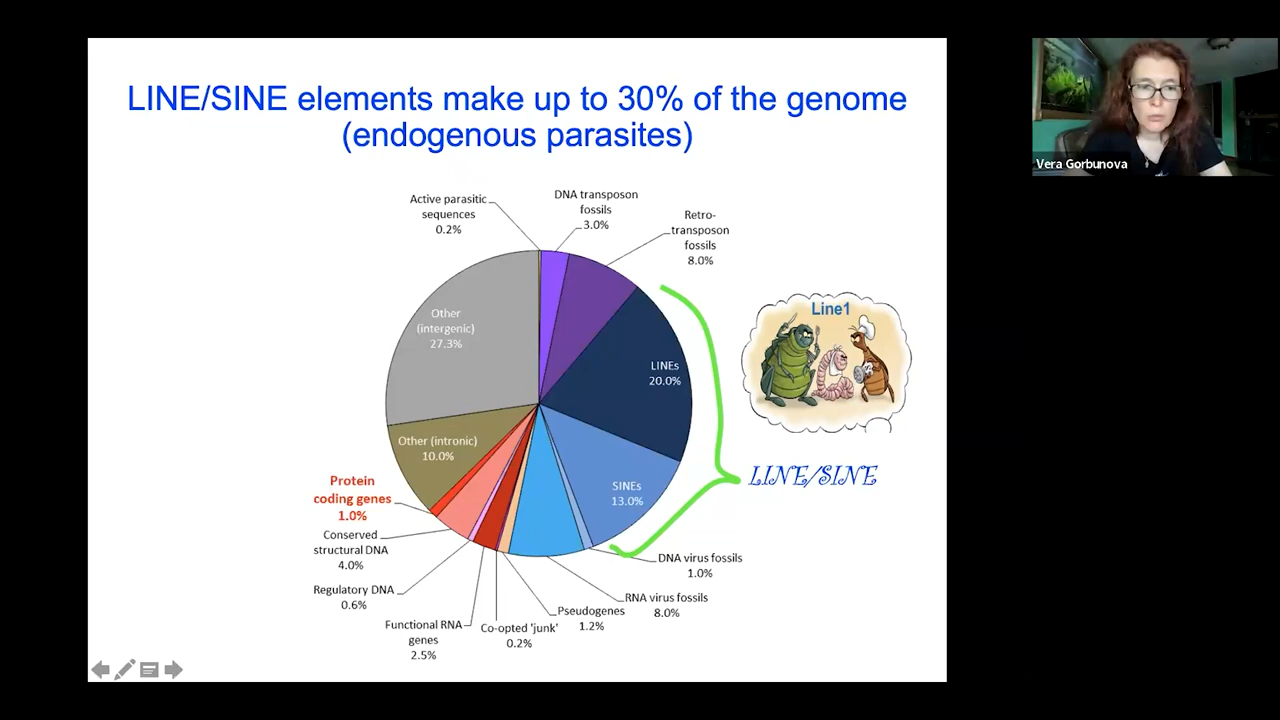 LINE/SINE elements make up to 30% of the genome
(endogenous parasites)
Vera Gorbunova
Active parasitic
sequences
0.2%
DNA transposon
fossils
3.0%
Retro-
transposon
fossils
8.0%
Line1
LINEs
20.0%
Other
(intergenic)
27.3%
Other (intronic)
10.0%
SINEs
13.0%
LINE/SINE
Protein
coding genes
1.0%
Conserved
structural DNA
4.0%
Regulatory DNA
0.6%
Functional RNA
genes
2.5%
Co-opted 'junk'
0.2%
Pseudogenes
1.2%
RNA virus fossils
8.0%
DNA virus fossils
1.0%